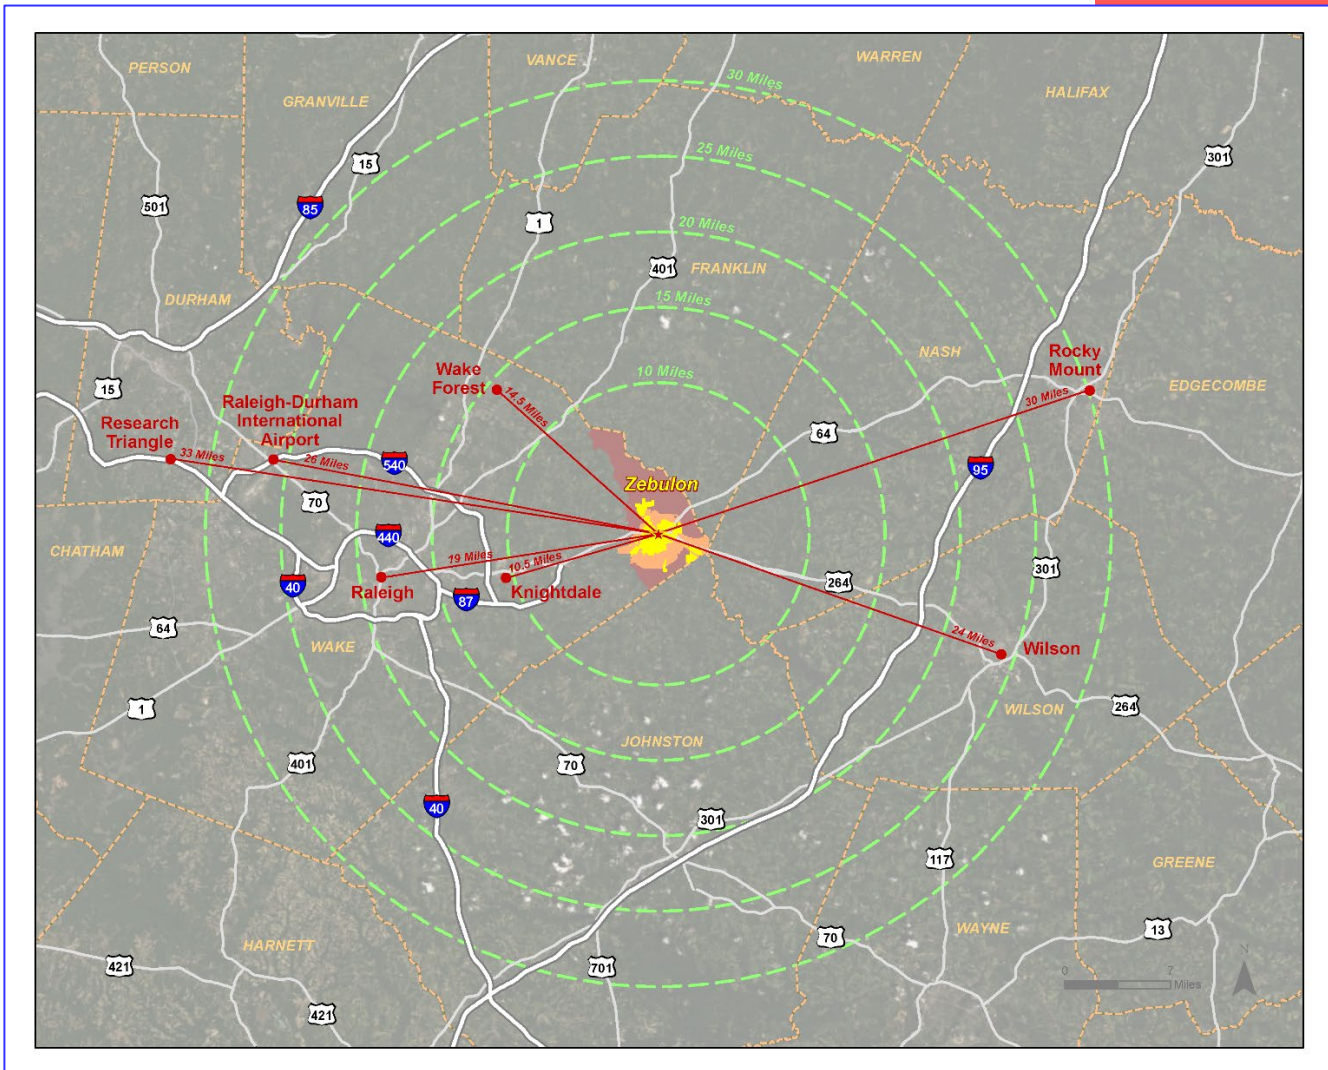 PERSON
VANCE
WARREN
GRANVILLE
30 Miles
HALIFAX
15
25 Miles
301
501
85
1
20 Miles
401
FRANKLIN
DURHAM
15 Miles
NASH
Rocky
Mount
Wake
Forest
10 Miles
EDGECOMBE
15
14.5 Miles
30 Miles
Raleigh-Durham
International
Airport
Research
Triangle
33 Miles
26 Miles
540
64
95
Zebulon
70
440
CHATHAM
19 Miles
10.5 Miles
301
40
Raleigh
87
Knightdale
264
64
WAKE
24 Miles
Wilson
1
WILSON
264
JOHNSTON
401
70
40
301
117
GREENE
HARNETT
70
WAYNE
13
421
701
N
0
7
Miles
421